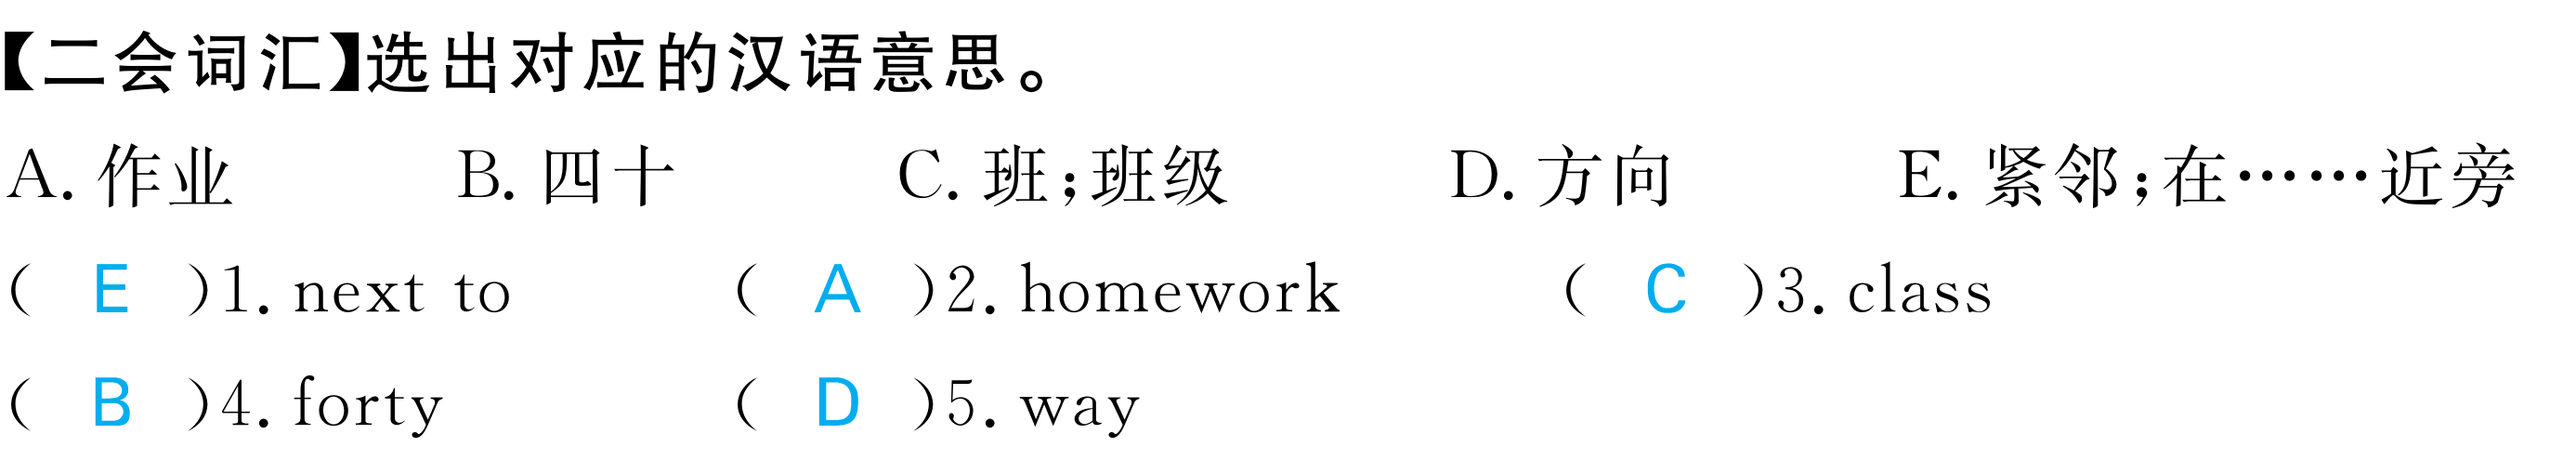 【二会词汇】选出对应的汉语意思。
A. 作业 B. 四十 C. 班;班级 D. 方向 E. 紧邻;在……近旁
( E )1. next to ( A )2. homework ( C )3. class
( B )4. forty ( D )5. way